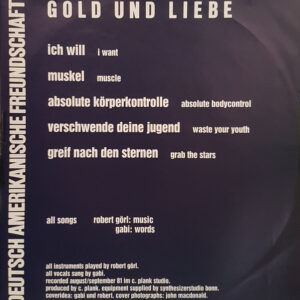 DEUTSCH AMERIKANISCHE FREUNDSCHAFT
GOLD UND LIEBE
ich will i want
muskel muscle
absolute körperkontrolle absolute bodycontrol
verschwende deine jugend waste your youth
greif nach den sternen grab the stars
all songs robert görl: music
gabi: words
all instruments played by robert görl.
all vocals sung by gabi.
recorded august/september 81 im c. plank studio.
produced by c. plank. equipment supplied by synthesizerstudio bonn.
coveridea: gabi und robert. cover photographs: john macdonald.